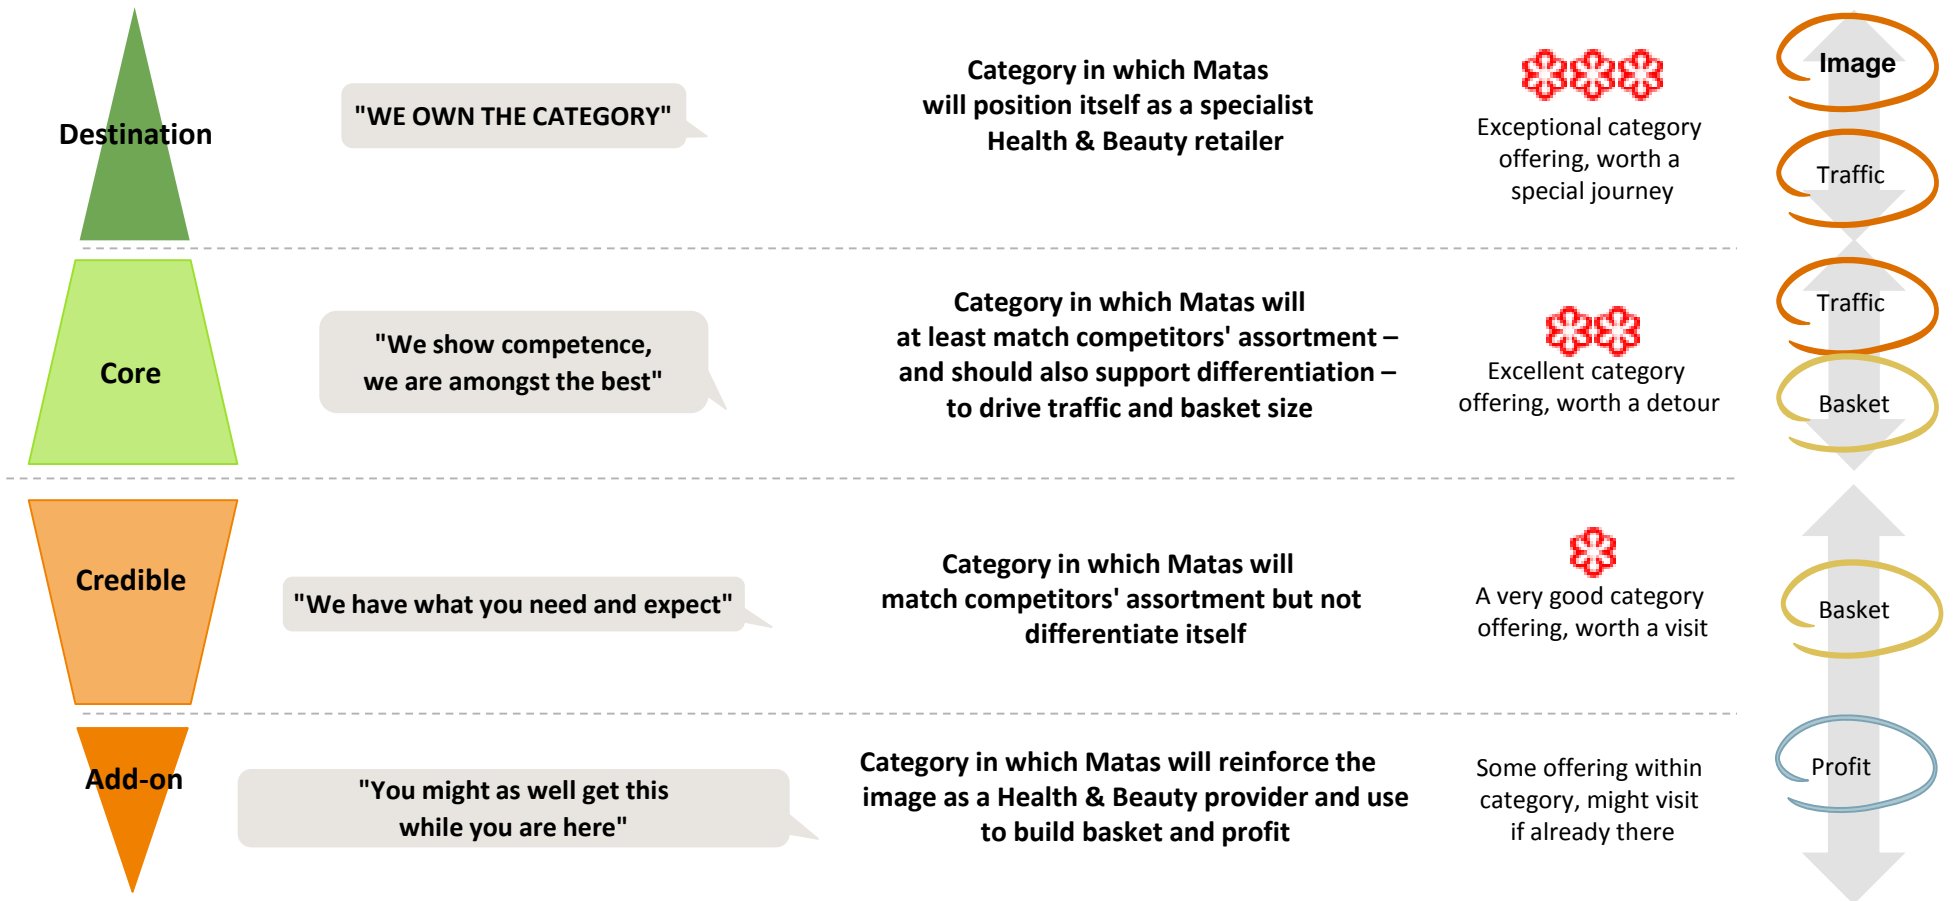 Destination
"WE OWN THE CATEGORY"
Category in which Matas
will position itself as a specialist
Health & Beauty retailer
Exceptional category
offering, worth a
special journey
Image
Traffic
Core
"We show competence,
we are amongst the best"
Category in which Matas will
at least match competitors' assortment –
and should also support differentiation –
to drive traffic and basket size
Excellent category
offering, worth a detour
Traffic
Basket
Credible
"We have what you need and expect"
Category in which Matas will
match competitors' assortment but not
differentiate itself
A very good category
offering, worth a visit
Basket
Add-on
"You might as well get this
while you are here"
Category in which Matas will reinforce the
image as a Health & Beauty provider and use
to build basket and profit
Some offering within
category, might visit
if already there
Profit